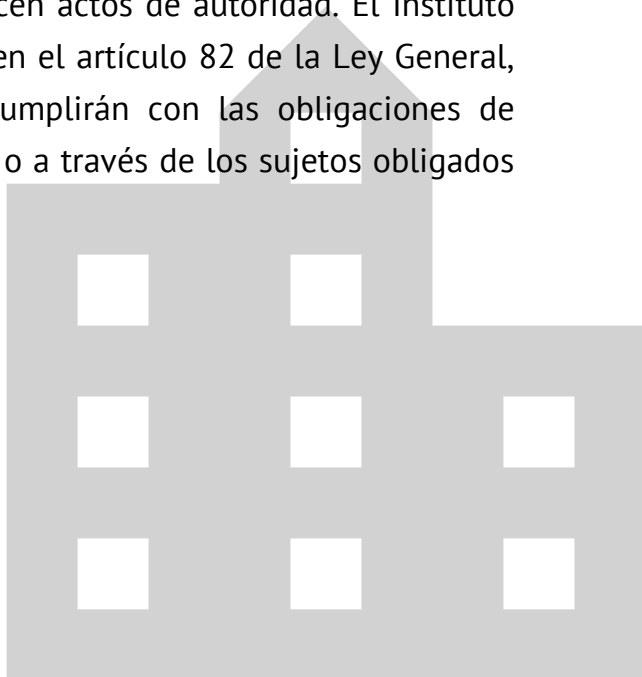 cen actos de autoridad. El Instituto
en el artículo 82 de la Ley General,
umplirán con las obligaciones de
o a través de los sujetos obligados